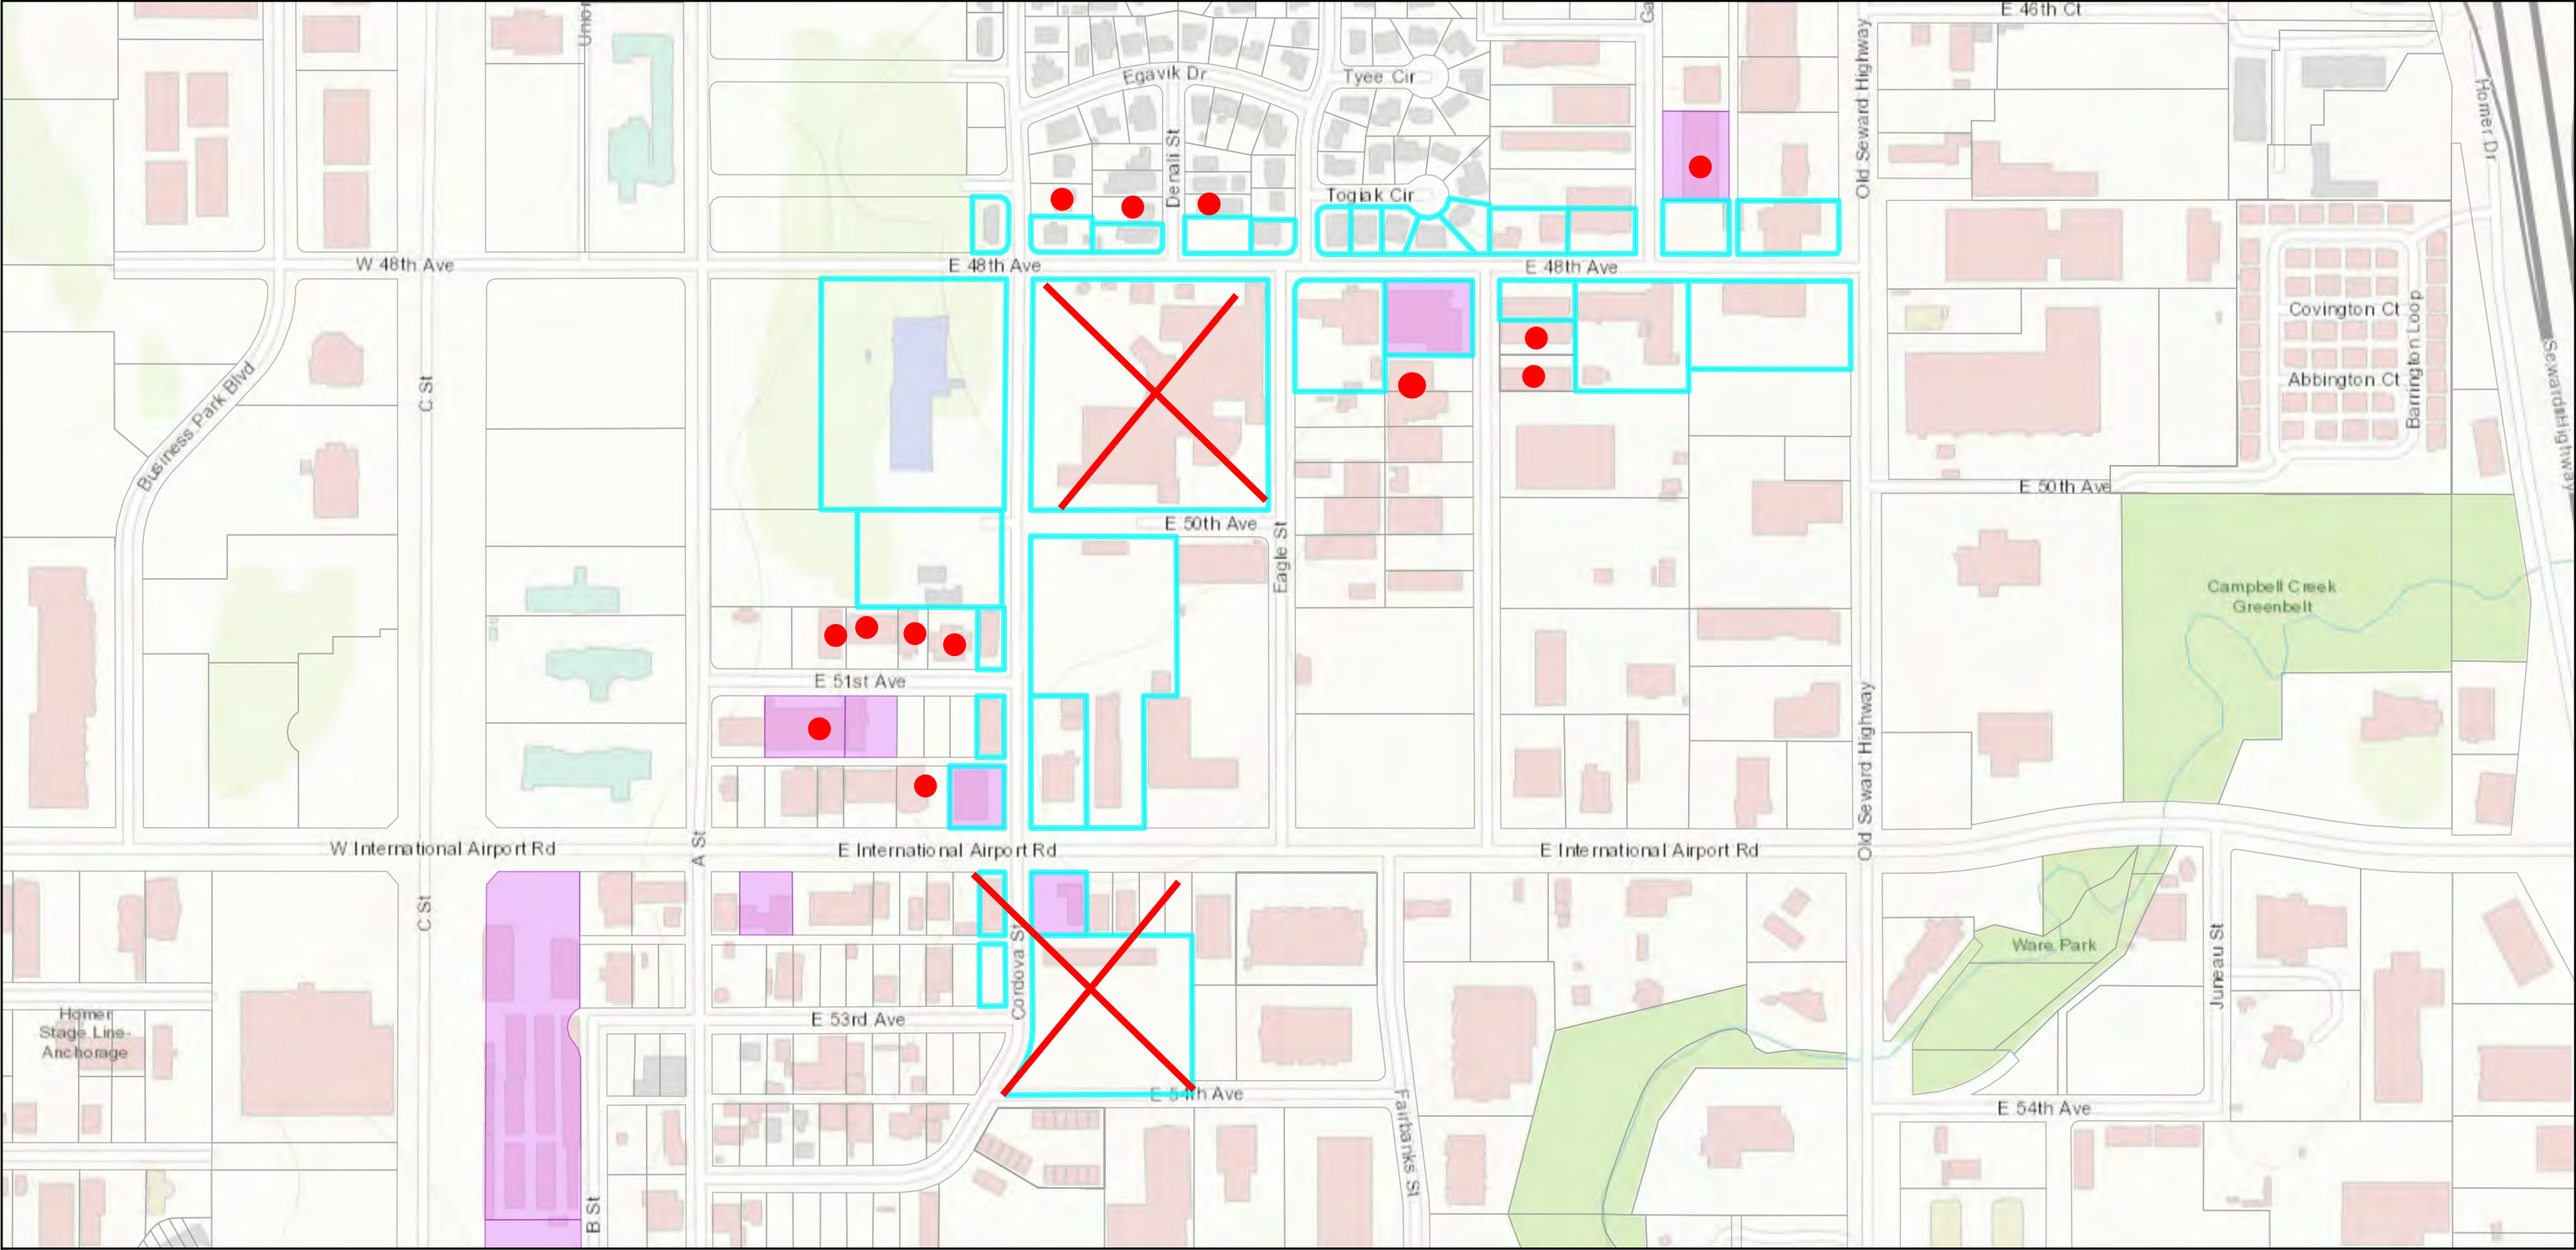 E 46th Ct
Union
Ga
Egavik Dr
Tyee Cir
Old Seward Highway
Homer Dr
Denali St
Togiak Cir
W 48th Ave
E 48th Ave
E 48th Ave
Covington Ct
Barrington Loop
Abbington Ct
Seward Highway
C St
Business Park Blvd
E 50th Ave
E 50th Ave
Eagle St
Campbell Creek
Greenbelt
E 51st Ave
Old Seward Highway
A St
W International Airport Rd
E International Airport Rd
E International Airport Rd
C St
Cordova St
Ware Park
Juneau St
Homer
Stage Line-
Anchorage
E 53rd Ave
E 54th Ave
E 54th Ave
Fairbanks St
B St